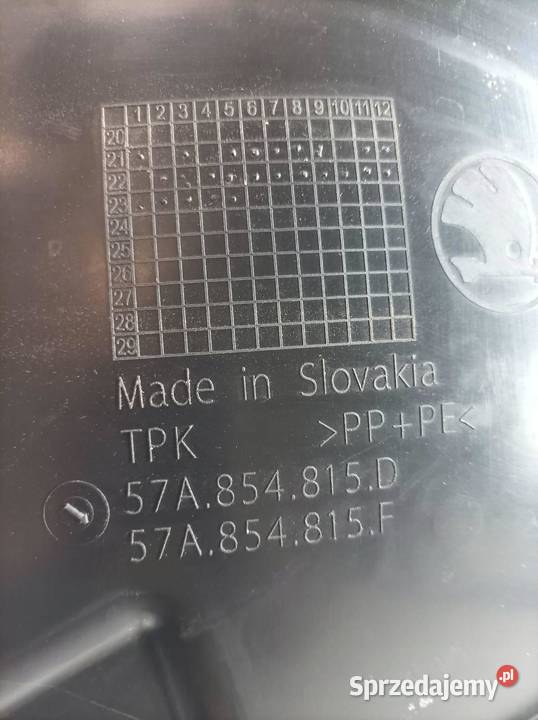 1 2 3 4 5 6 7 8 9 10 11 12
20
21
22
23
24
25
26
27
28
29
Made in Slovakia
TPK >PP+PE<
57A.854.815.D
57A.854.815.F
Sprzedajemy.pl